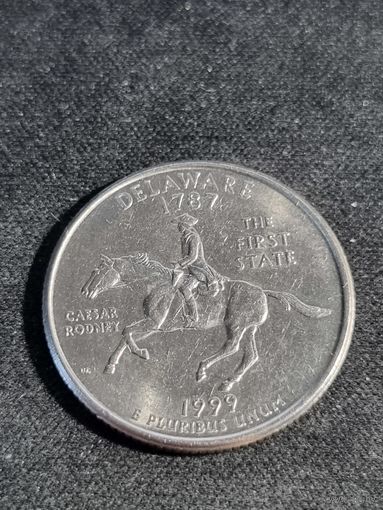 DELAWARE
1787
THE
FIRST
STATE
CAESAR
RODNEY
1999
E PLURIBUS UNUM